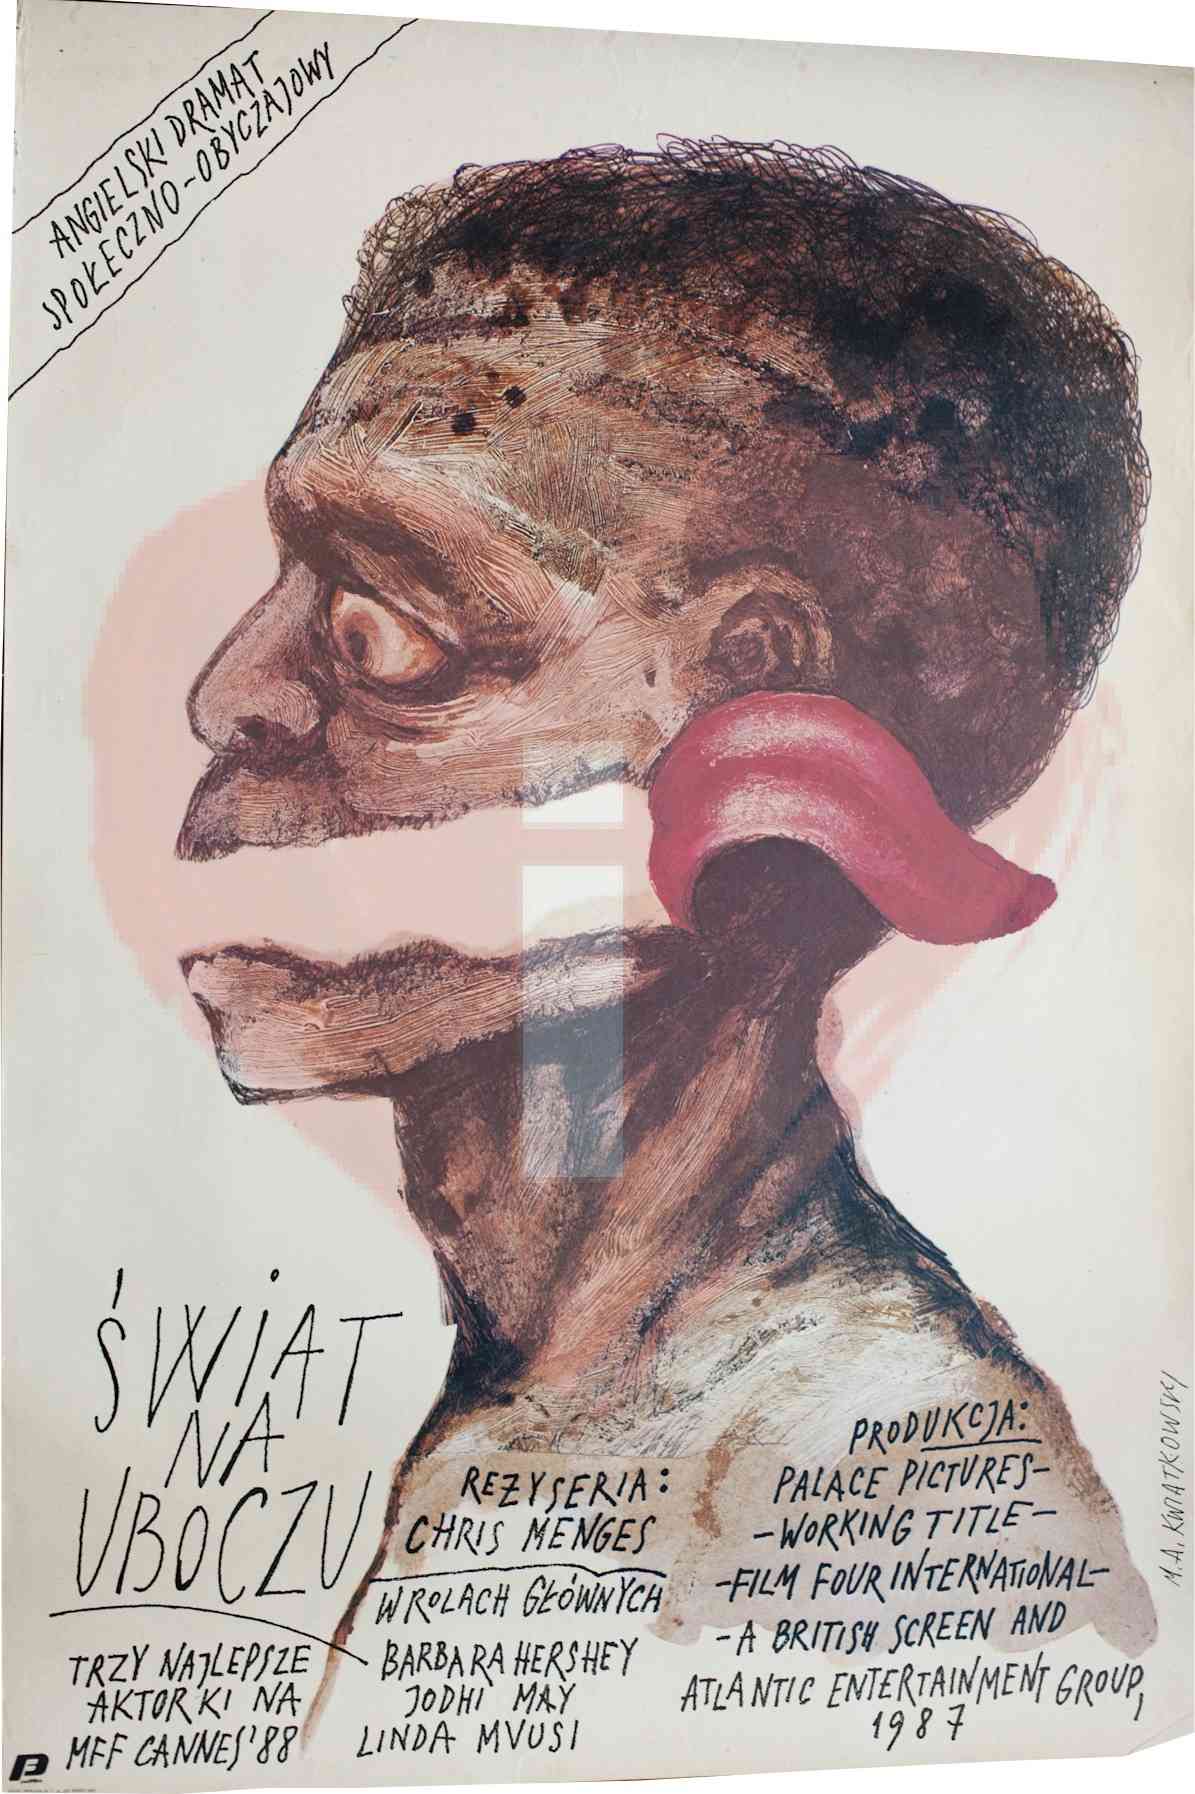 ANGIELSKI DRAMAT
SPOŁECZNO-OBYCZAJOWY
ŚWIAT
NA
UBOCZU
TRZY NAJLEPSZE
AKTORKI NA
MFF CANNES'88
REŻYSERIA:
CHRIS MENGES
W ROLACH GŁÓWNYCH
BARBARA HERSHEY
JODHI MAY
LINDA MVUSI
PRODUKCJA:
PALACE PICTURES-
-WORKING TITLE-
-FILM FOUR INTERNATIONAL-
-A BRITISH SCREEN AND
ATLANTIC ENTERTAINMENT GROUP,
1987
M.A. KWIATKOWSKI